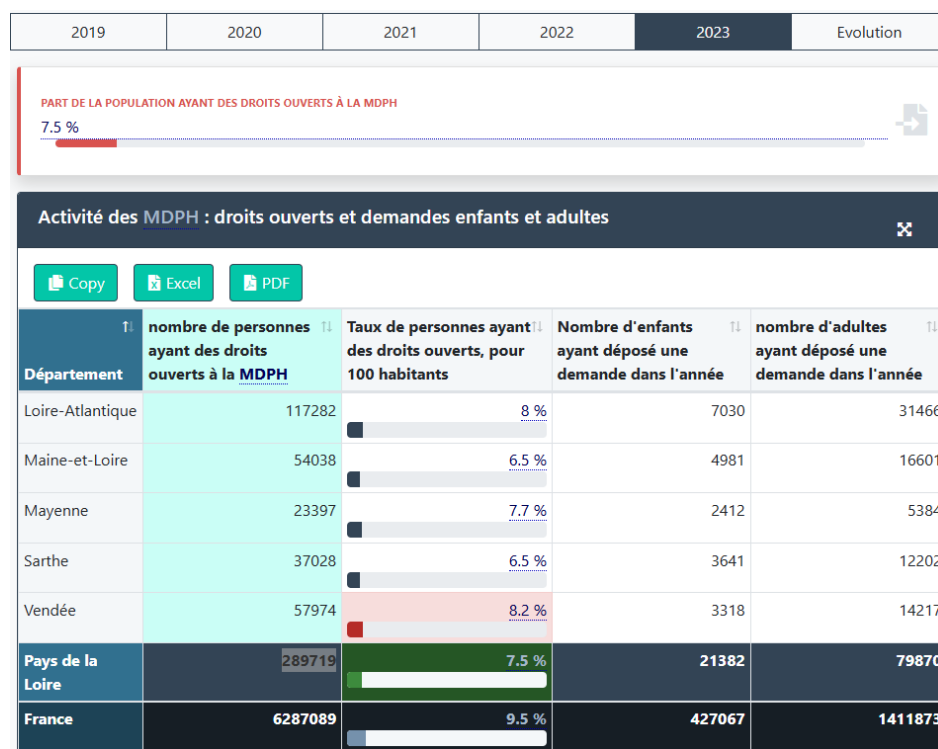 2019 2020 2021 2022 2023 Evolution
PART DE LA POPULATION AYANT DES DROITS OUVERTS À LA MDPH
7.5 %
Activité des MDPH : droits ouverts et demandes enfants et adultes
Copy Excel PDF
Département
nombre de personnes
ayant des droits
ouverts à la MDPH
Taux de personnes ayant
des droits ouverts, pour
100 habitants
Nombre d'enfants
ayant déposé une
demande dans l'année
nombre d'adultes
ayant déposé une
demande dans l'année
Loire-Atlantique 117282 8 % 7030 31466
Maine-et-Loire 54038 6.5 % 4981 16601
Mayenne 23397 7.7 % 2412 5384
Sarthe 37028 6.5 % 3641 12202
Vendée 57974 8.2 % 3318 14217
Pays de la
Loire 289719 7.5 % 21382 79870
France 6287089 9.5 % 427067 1411873